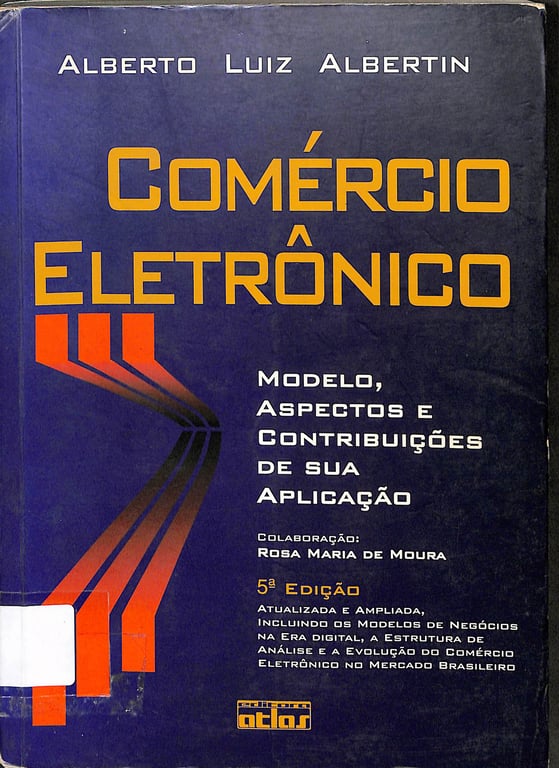 ALBERTO LUIZ ALBERTIN
COMÉRCIO
ELETRÔNICO
MODELO,
ASPECTOS E
CONTRIBUIÇÕES
DE SUA
APLICAÇÃO
COLABORAÇÃO:
ROSA MARIA DE MOURA
5ª EDIÇÃO
ATUALIZADA E AMPLIADA,
INCLUINDO OS MODELOS DE NEGÓCIOS
NA ERA DIGITAL, A ESTRUTURA DE
ANÁLISE E A EVOLUÇÃO DO COMÉRCIO
ELETRÔNICO NO MERCADO BRASILEIRO
editora
atlas